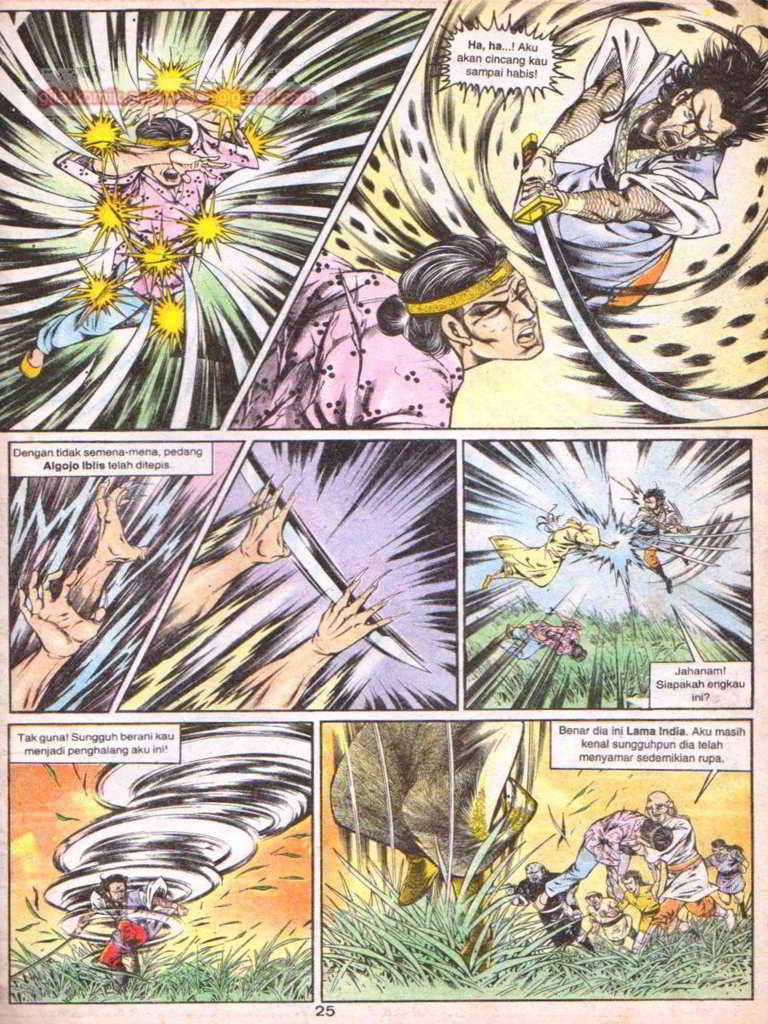 Ha, ha...! Aku
akan cincang kau
sampai habis!
Dengan tidak semena-mena, pedang
Algojo Iblis telah ditepis.
Jahanam!
Siapakah engkau
ini?
Tak guna! Sungguh berani kau
menjadi penghalang aku ini!
Benar dia ini Lama India. Aku masih
kenal sungguhpun dia telah
menyamar sedemikian rupa.
25